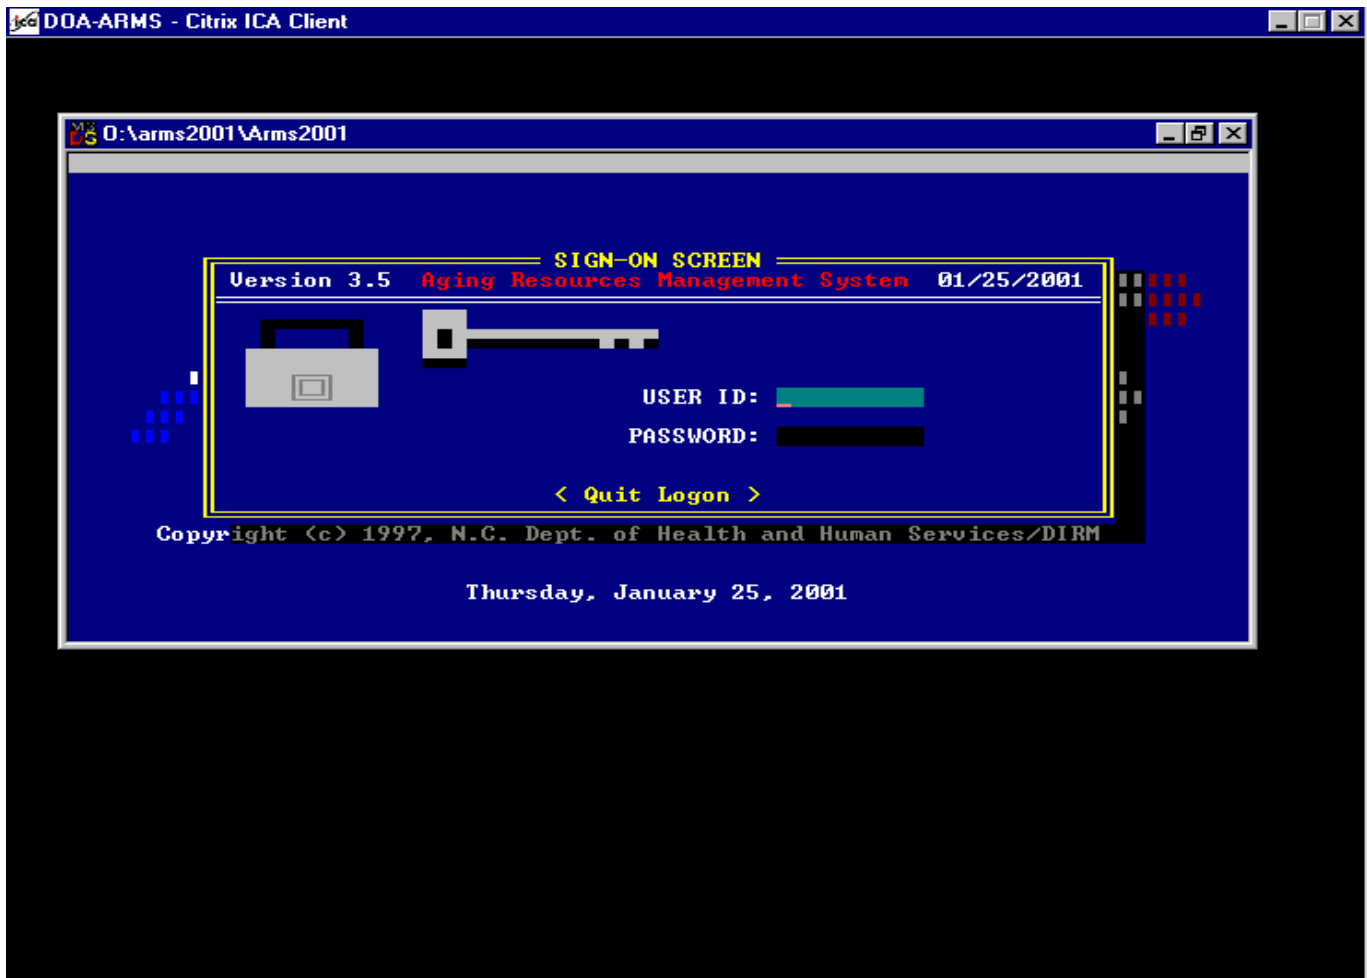 DOA-ARMS - Citrix ICA Client
O:\arms2001\Arms2001
SIGN-ON SCREEN
Version 3.5 Aging Resources Management System 01/25/2001
USER ID:
PASSWORD:
< Quit Logon >
Copyright (c) 1997, N.C. Dept. of Health and Human Services/DIRM
Thursday, January 25, 2001